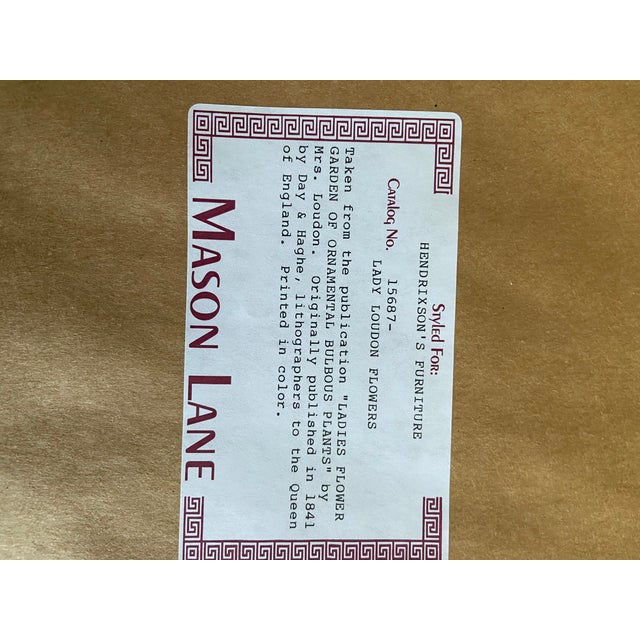 Styled For:
HENDRIXSON'S FURNITURE
Catalog No. 15687-
LADY LOUDON FLOWERS
Taken from the publication "LADIES FLOWER
GARDEN OF ORNAMENTAL BULBOUS PLANTS" by
Mrs. Loudon. Originally published in 1841
by Day & Haghe, lithographers to the Queen
of England. Printed in color.
MASON LANE